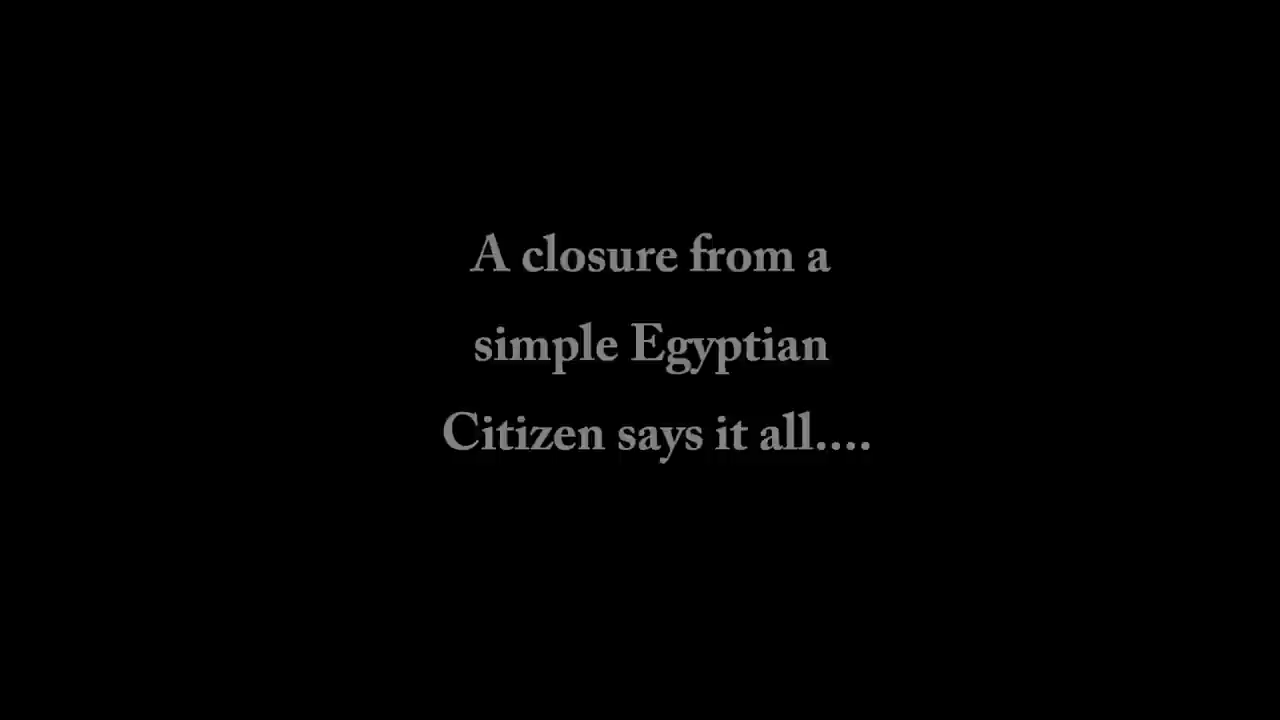 A closure from a
simple Egyptian
Citizen says it all....